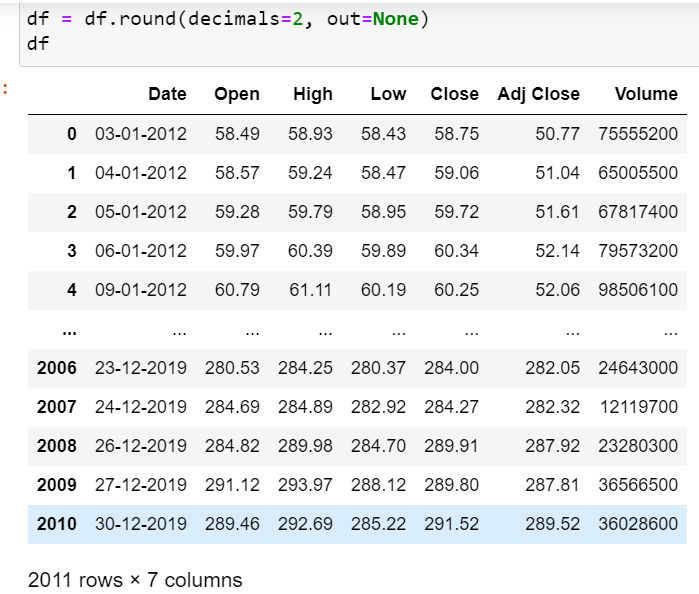 df = df.round(decimals=2, out=None)
df
:
Date Open High Low Close Adj Close Volume
0 03-01-2012 58.49 58.93 58.43 58.75 50.77 75555200
1 04-01-2012 58.57 59.24 58.47 59.06 51.04 65005500
2 05-01-2012 59.28 59.79 58.95 59.72 51.61 67817400
3 06-01-2012 59.97 60.39 59.89 60.34 52.14 79573200
4 09-01-2012 60.79 61.11 60.19 60.25 52.06 98506100
... ... ... ... ... ... ... ...
2006 23-12-2019 280.53 284.25 280.37 284.00 282.05 24643000
2007 24-12-2019 284.69 284.89 282.92 284.27 282.32 12119700
2008 26-12-2019 284.82 289.98 284.70 289.91 287.92 23280300
2009 27-12-2019 291.12 293.97 288.12 289.80 287.81 36566500
2010 30-12-2019 289.46 292.69 285.22 291.52 289.52 36028600
2011 rows × 7 columns